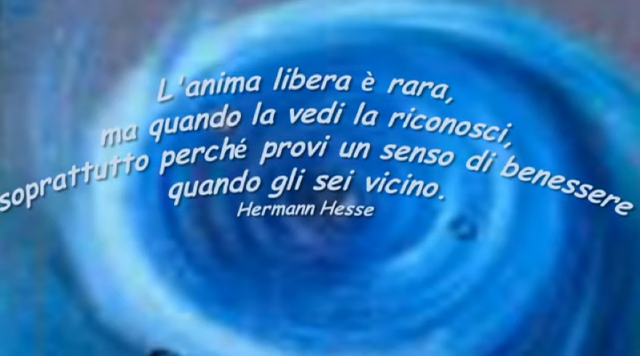 L'anima libera è rara,
ma quando la vedi la riconosci,
soprattutto perché provi un senso di benessere
quando gli sei vicino.
Hermann Hesse